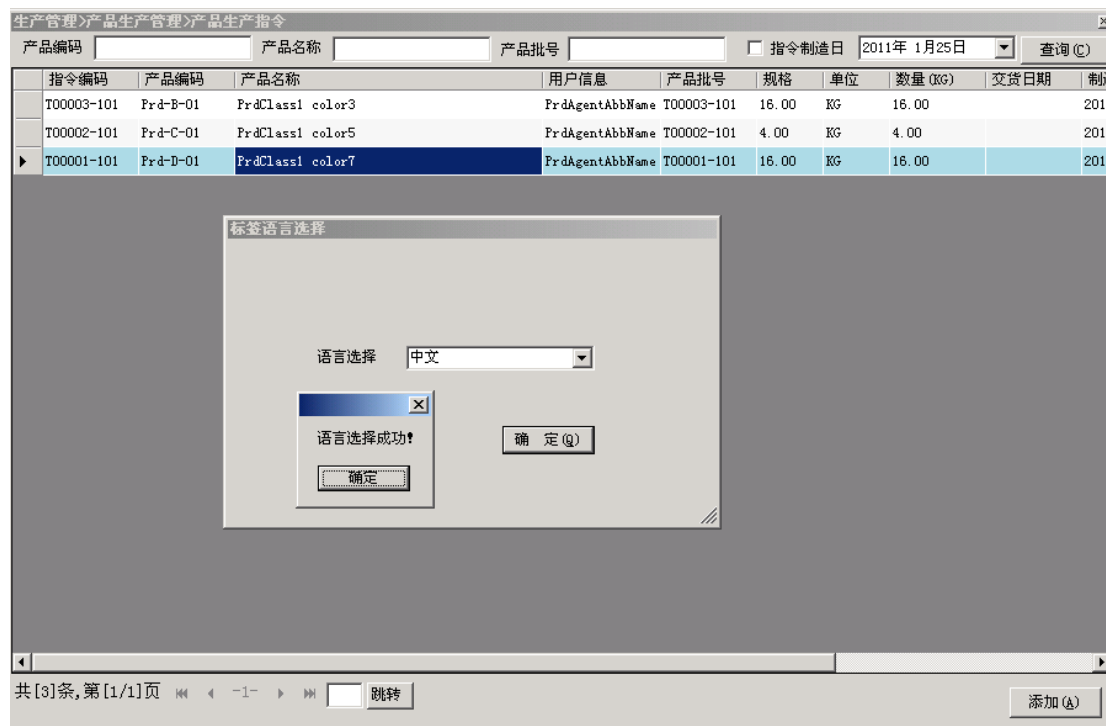 生产管理>产品生产管理>产品生产指令
产品编码 产品名称 产品批号 指令制造日 2011年 1月25日 查询(C)
指令编码 产品编码 产品名称 用户信息 产品批号 规格 单位 数量(KG) 交货日期 制
T00003-101 Prd-B-01 PrdClass1 color3 PrdAgentAbbName T00003-101 16.00 KG 16.00 201
T00002-101 Prd-C-01 PrdClass1 color5 PrdAgentAbbName T00002-101 4.00 KG 4.00 201
T00001-101 Prd-D-01 PrdClass1 color7 PrdAgentAbbName T00001-101 16.00 KG 16.00 201
标签语言选择
语言选择 中文
语言选择成功!
确 定(Q)
确定
共[3]条,第[1/1]页 -1- 跳转
添加(A)